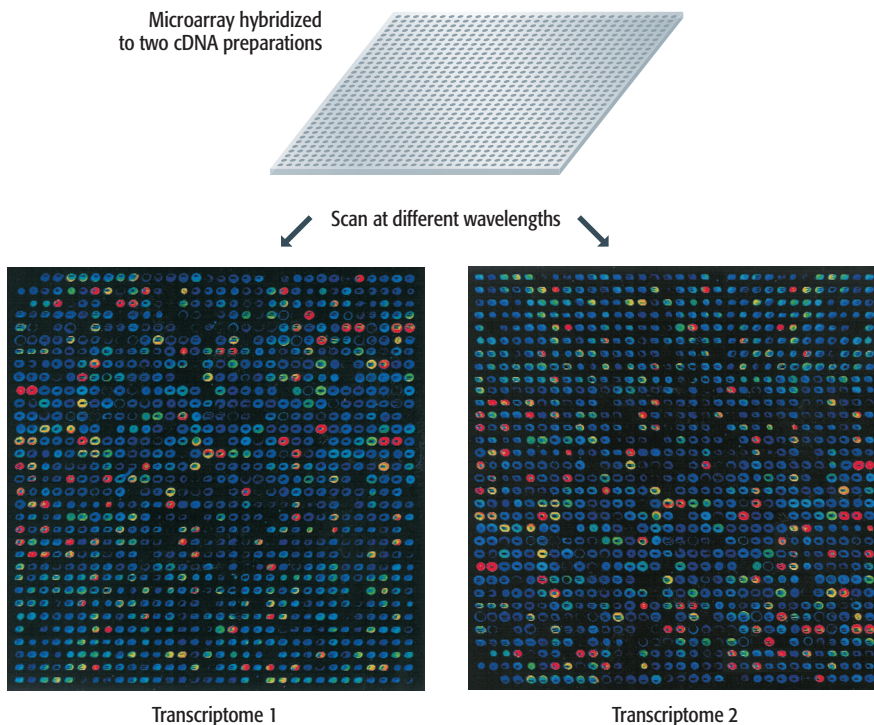 Microarray hybridized
to two cDNA preparations
Scan at different wavelengths
Transcriptome 1
Transcriptome 2